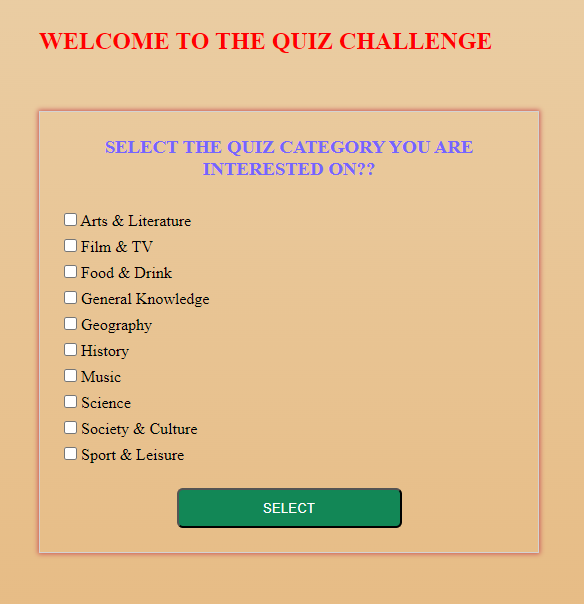 WELCOME TO THE QUIZ CHALLENGE
SELECT THE QUIZ CATEGORY YOU ARE
INTERESTED ON??
Arts & Literature
Film & TV
Food & Drink
General Knowledge
Geography
History
Music
Science
Society & Culture
Sport & Leisure
SELECT